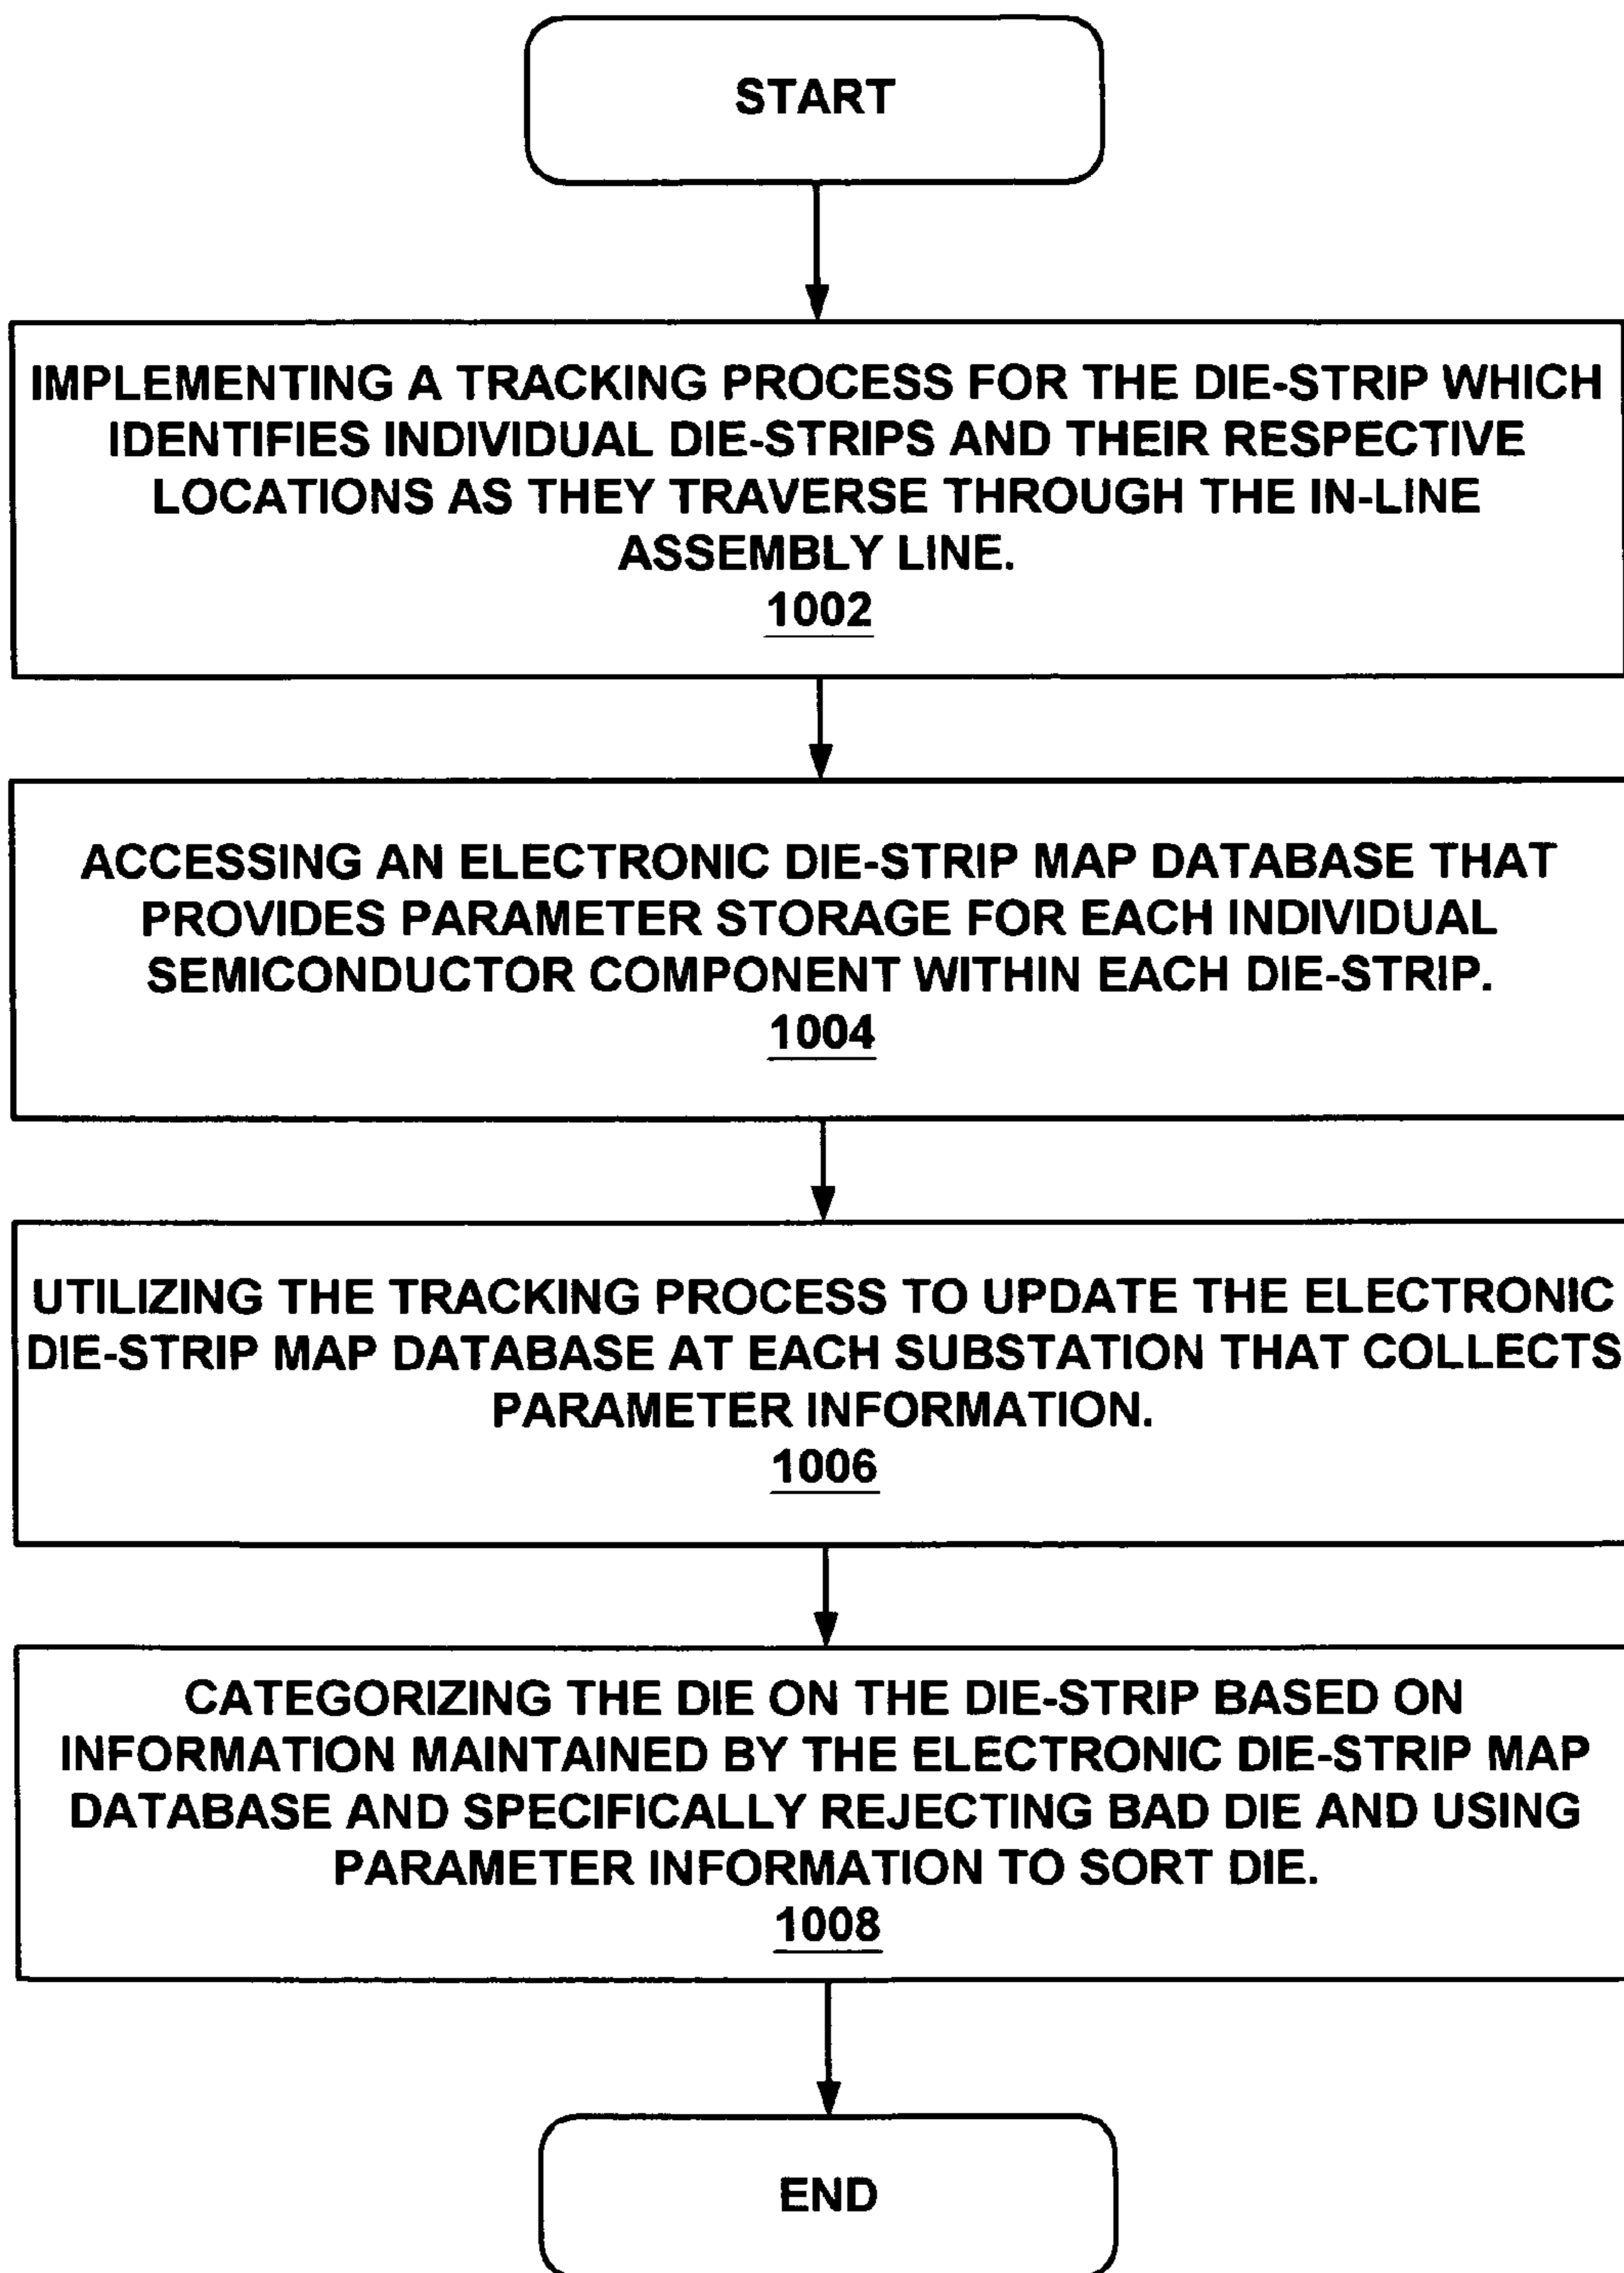 START
IMPLEMENTING A TRACKING PROCESS FOR THE DIE-STRIP WHICH
IDENTIFIES INDIVIDUAL DIE-STRIPS AND THEIR RESPECTIVE
LOCATIONS AS THEY TRAVERSE THROUGH THE IN-LINE
ASSEMBLY LINE.
1002
ACCESSING AN ELECTRONIC DIE-STRIP MAP DATABASE THAT
PROVIDES PARAMETER STORAGE FOR EACH INDIVIDUAL
SEMICONDUCTOR COMPONENT WITHIN EACH DIE-STRIP.
1004
UTILIZING THE TRACKING PROCESS TO UPDATE THE ELECTRONIC
DIE-STRIP MAP DATABASE AT EACH SUBSTATION THAT COLLECTS
PARAMETER INFORMATION.
1006
CATEGORIZING THE DIE ON THE DIE-STRIP BASED ON
INFORMATION MAINTAINED BY THE ELECTRONIC DIE-STRIP MAP
DATABASE AND SPECIFICALLY REJECTING BAD DIE AND USING
PARAMETER INFORMATION TO SORT DIE.
1008
END